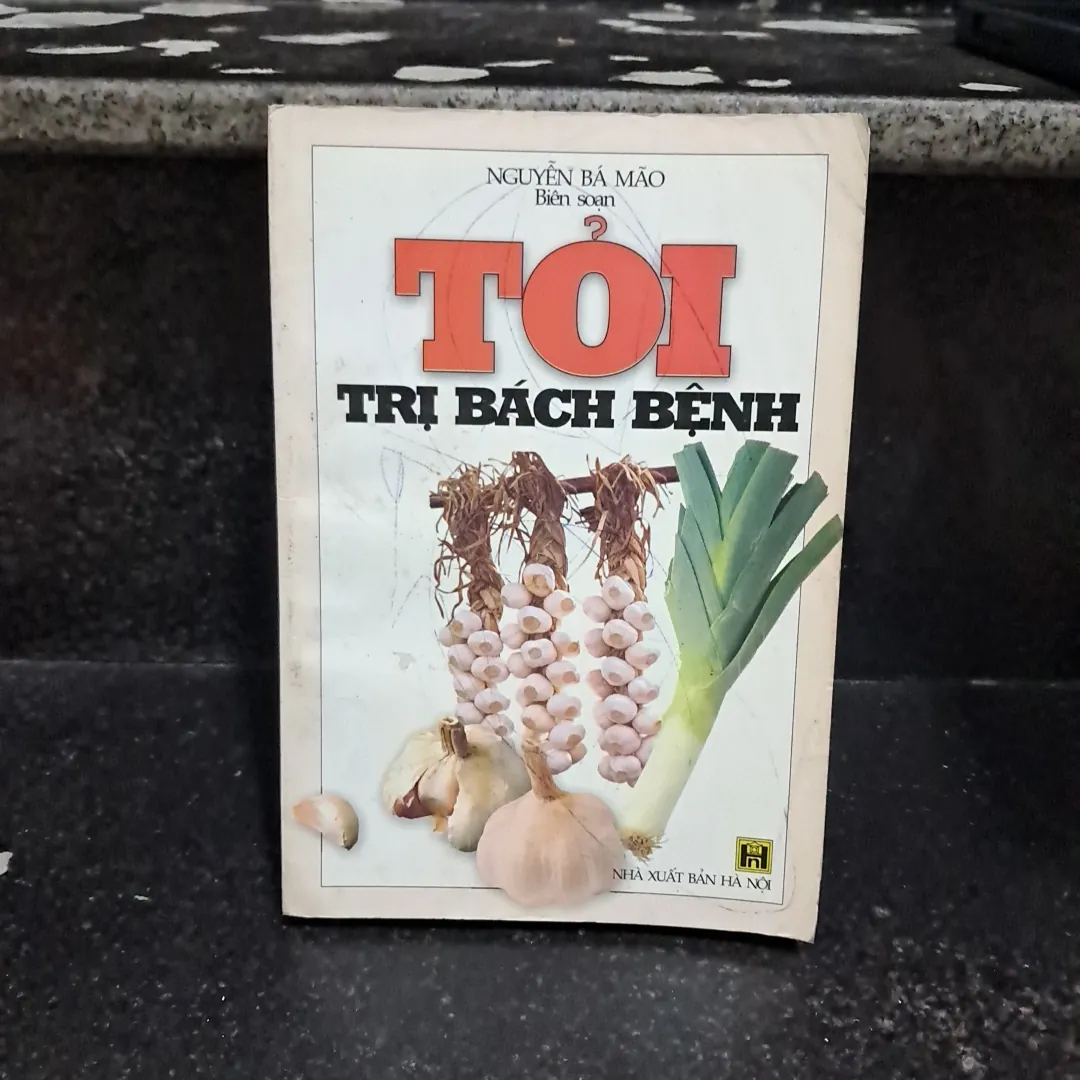 NGUYỄN BÁ MÃO
Biên soạn
TỎI
TRỊ BÁCH BỆNH
NHÀ XUẤT BẢN HÀ NỘI